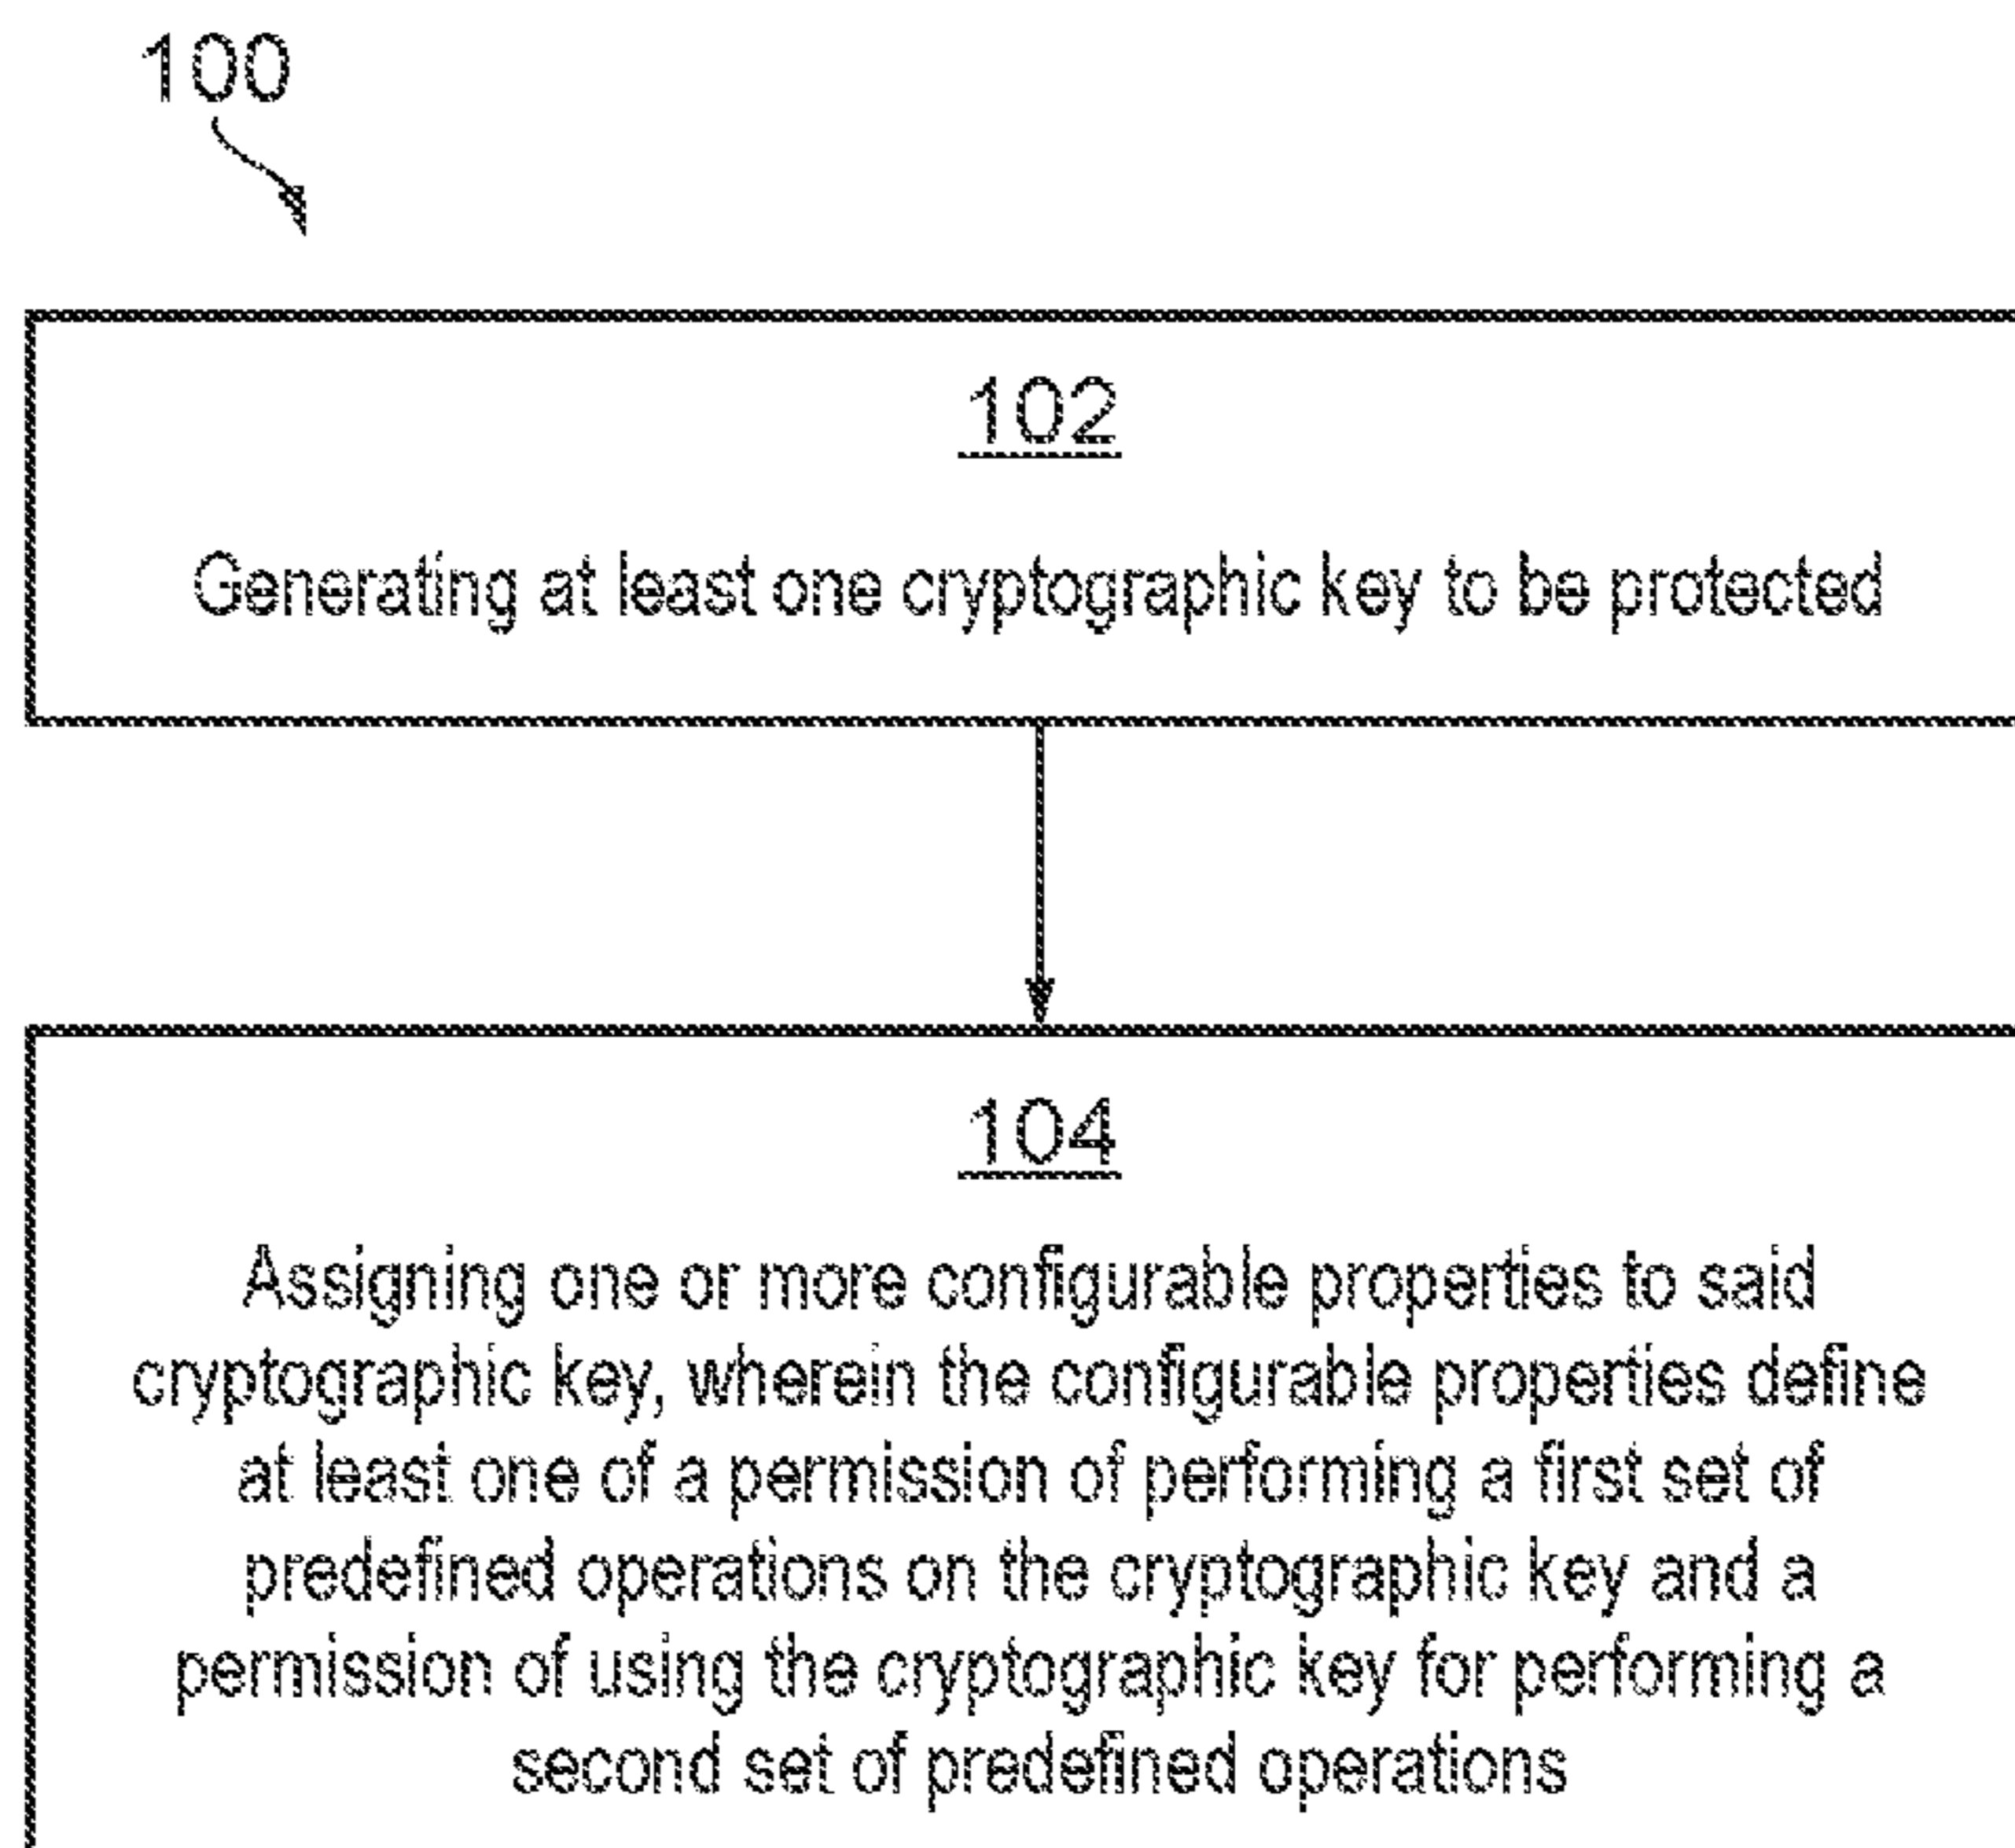 100
102
Generating at least one cryptographic key to be protected
104
Assigning one or more configurable properties to said
cryptographic key, wherein the configurable properties define
at least one of a permission of performing a first set of
predefined operations on the cryptographic key and a
permission of using the cryptographic key for performing a
second set of predefined operations